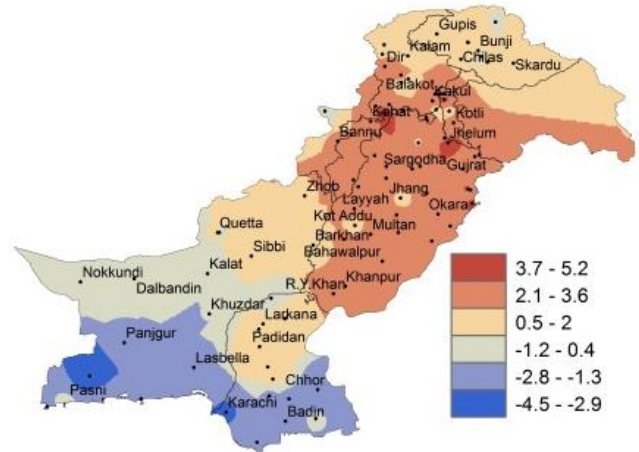 Gupis
Kalam
Bunji
Dir
Chilas
Skardu
Balakot
Kakul
Kohat
Kotli
Bannu
Jhelum
Sargodha
Gujrat
Zhob
Layyah
Jhang
Okara
Quetta
Kot Addu
Multan
Sibbi
Barkhan
Bahawalpur
Nokkundi
Kalat
Dalbandin
R.Y.Khan
Khanpur
Khuzdar
Larkana
Panjgur
Padidan
Lasbella
Chhor
Pasni
Karachi
Badin
3.7 - 5.2
2.1 - 3.6
0.5 - 2
-1.2 - 0.4
-2.8 - -1.3
-4.5 - -2.9